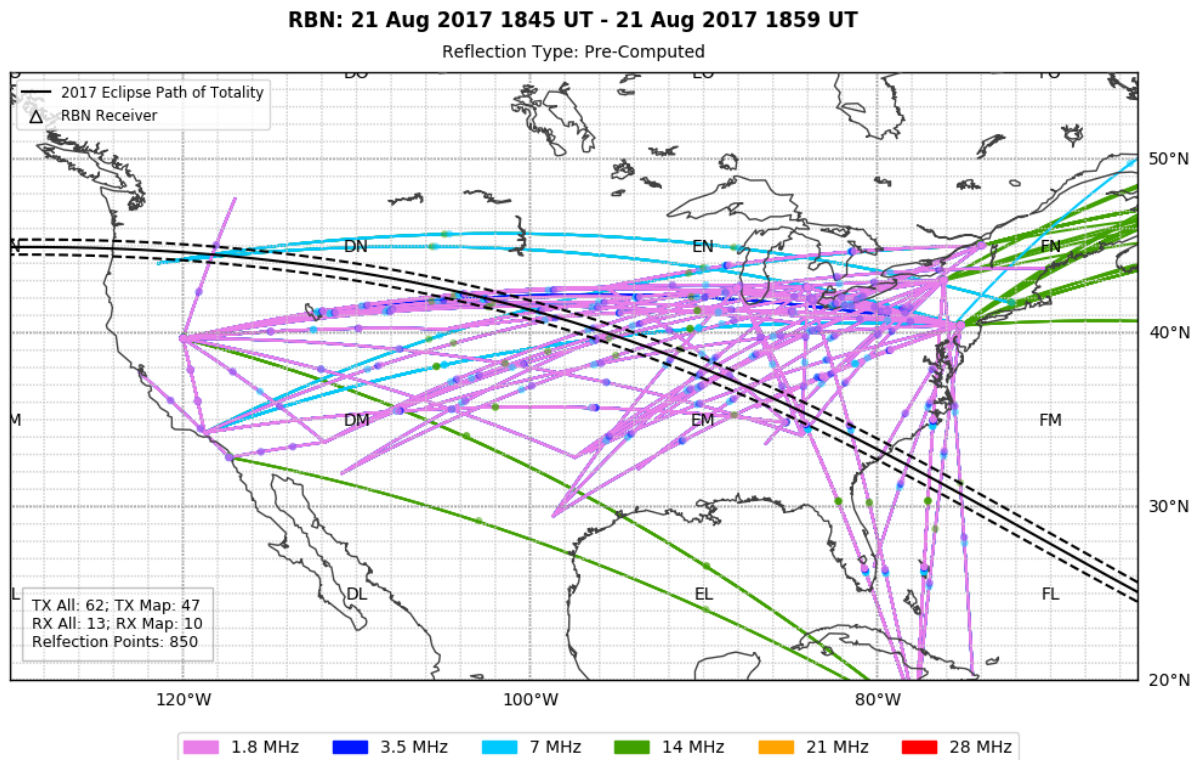 RBN: 21 Aug 2017 1845 UT - 21 Aug 2017 1859 UT
Reflection Type: Pre-Computed
2017 Eclipse Path of Totality
RBN Receiver
50°N
N DN EN FN
40°N
M DM EM FM
30°N
L DL EL FL
TX All: 62; TX Map: 47
RX All: 13; RX Map: 10
Relfection Points: 850
20°N
120°W 100°W 80°W
1.8 MHz 3.5 MHz 7 MHz 14 MHz 21 MHz 28 MHz